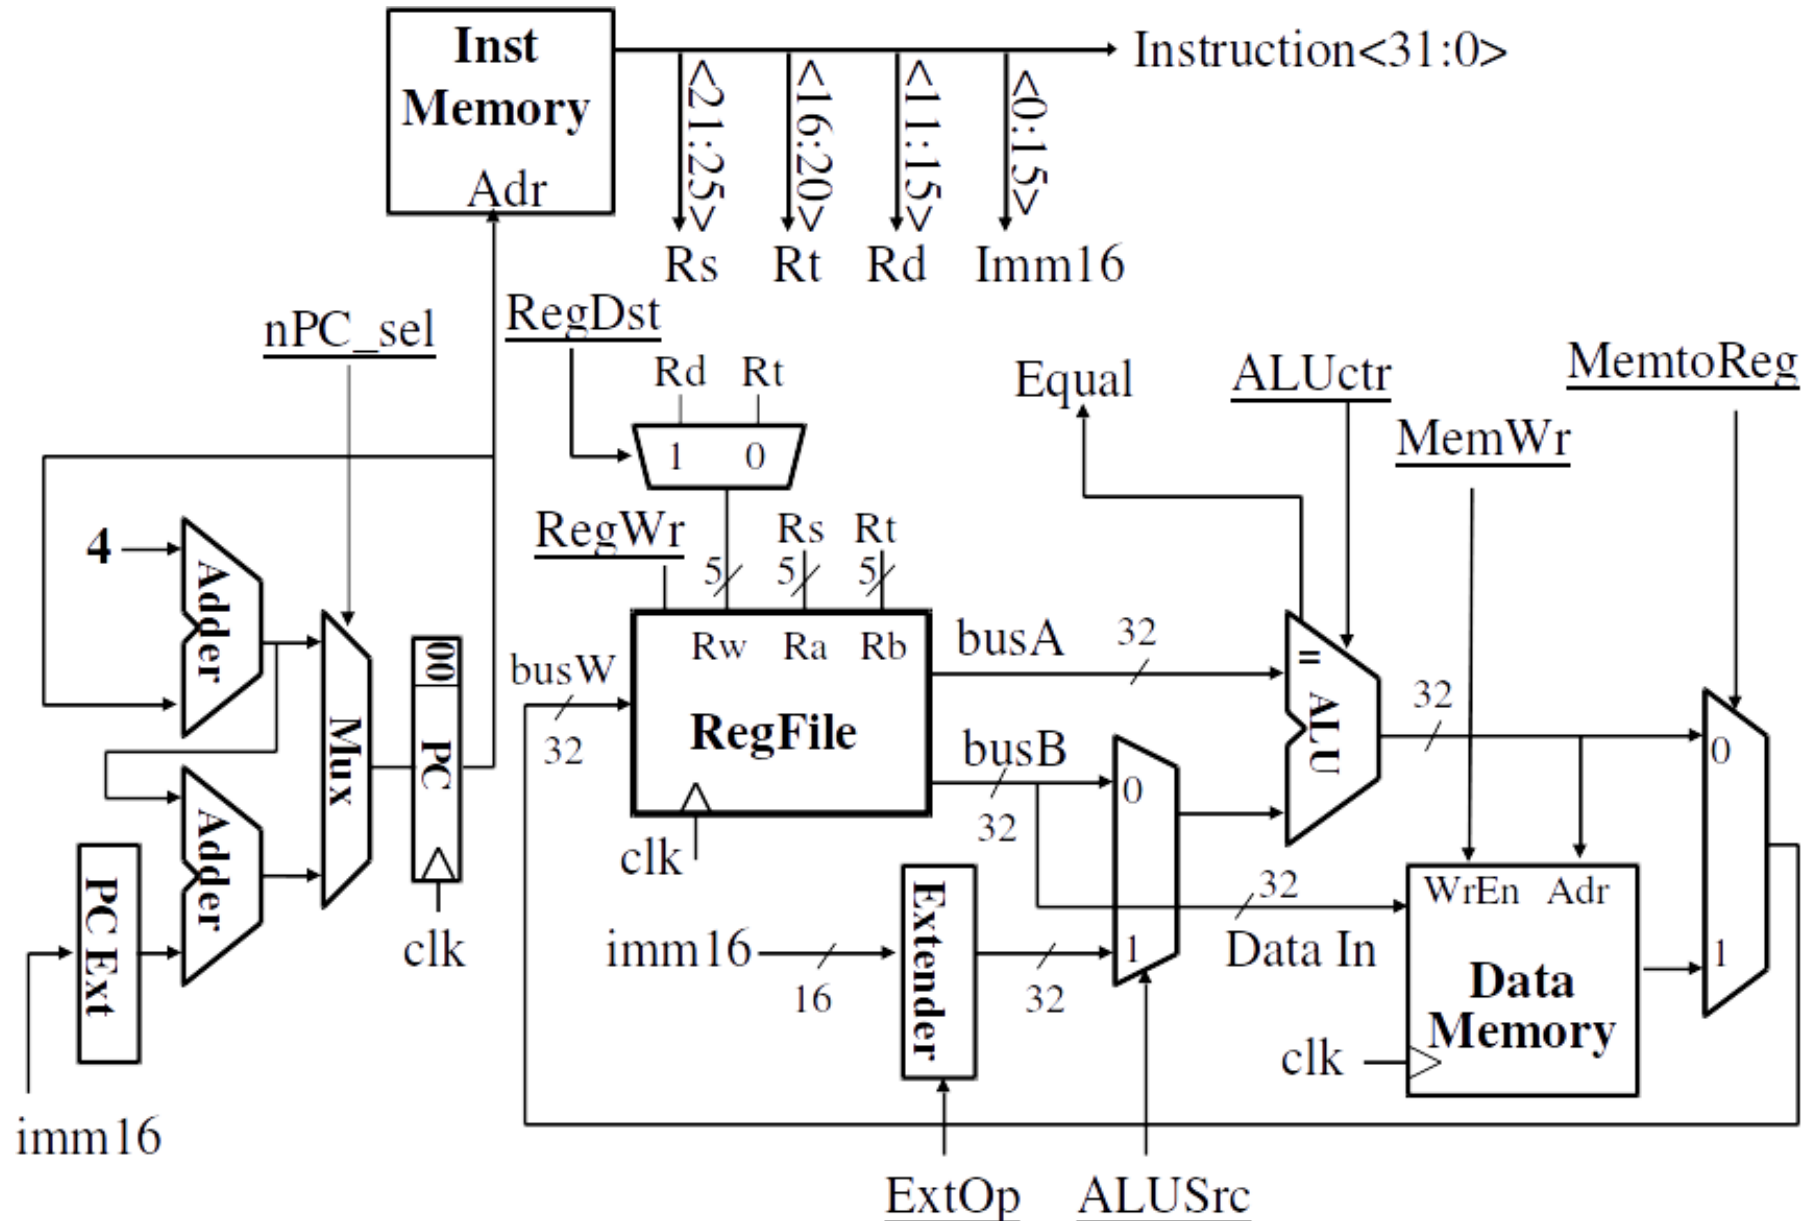 Inst
Memory
Adr
Instruction<31:0>
<21:25>
<16:20>
<11:15>
<0:15>
Rs
Rt
Rd
Imm16
nPC_sel
RegDst
Rd
Rt
1
0
Equal
ALUctr
MemWr
MemtoReg
4
Adder
Adder
PC Ext
imm16
Mux
00
PC
clk
RegWr
5
Rs
5
Rt
5
busW
32
Rw
Ra
Rb
RegFile
clk
busA
32
busB
32
imm16
16
Extender
32
ExtOp
0
1
ALUSrc
=
ALU
32
32
Data In
WrEn
Adr
Data
Memory
clk
0
1